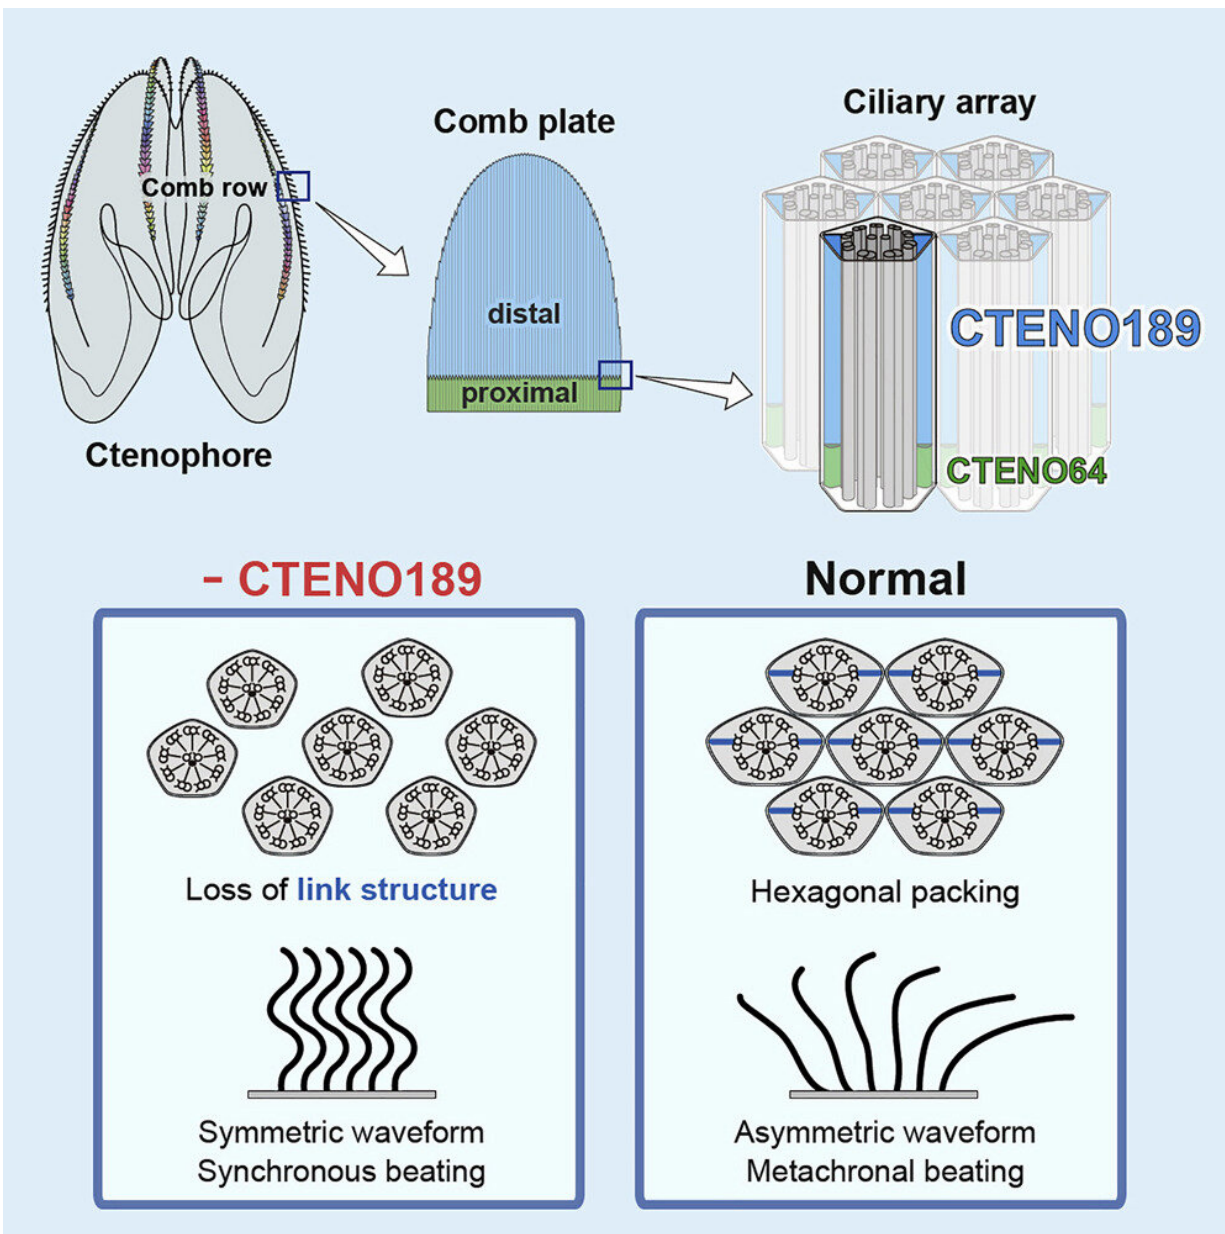 Comb row
Ctenophore
Comb plate
distal
proximal
Ciliary array
CTENO189
CTENO64
- CTENO189
Loss of link structure
Symmetric waveform
Synchronous beating
Normal
Hexagonal packing
Asymmetric waveform
Metachronal beating